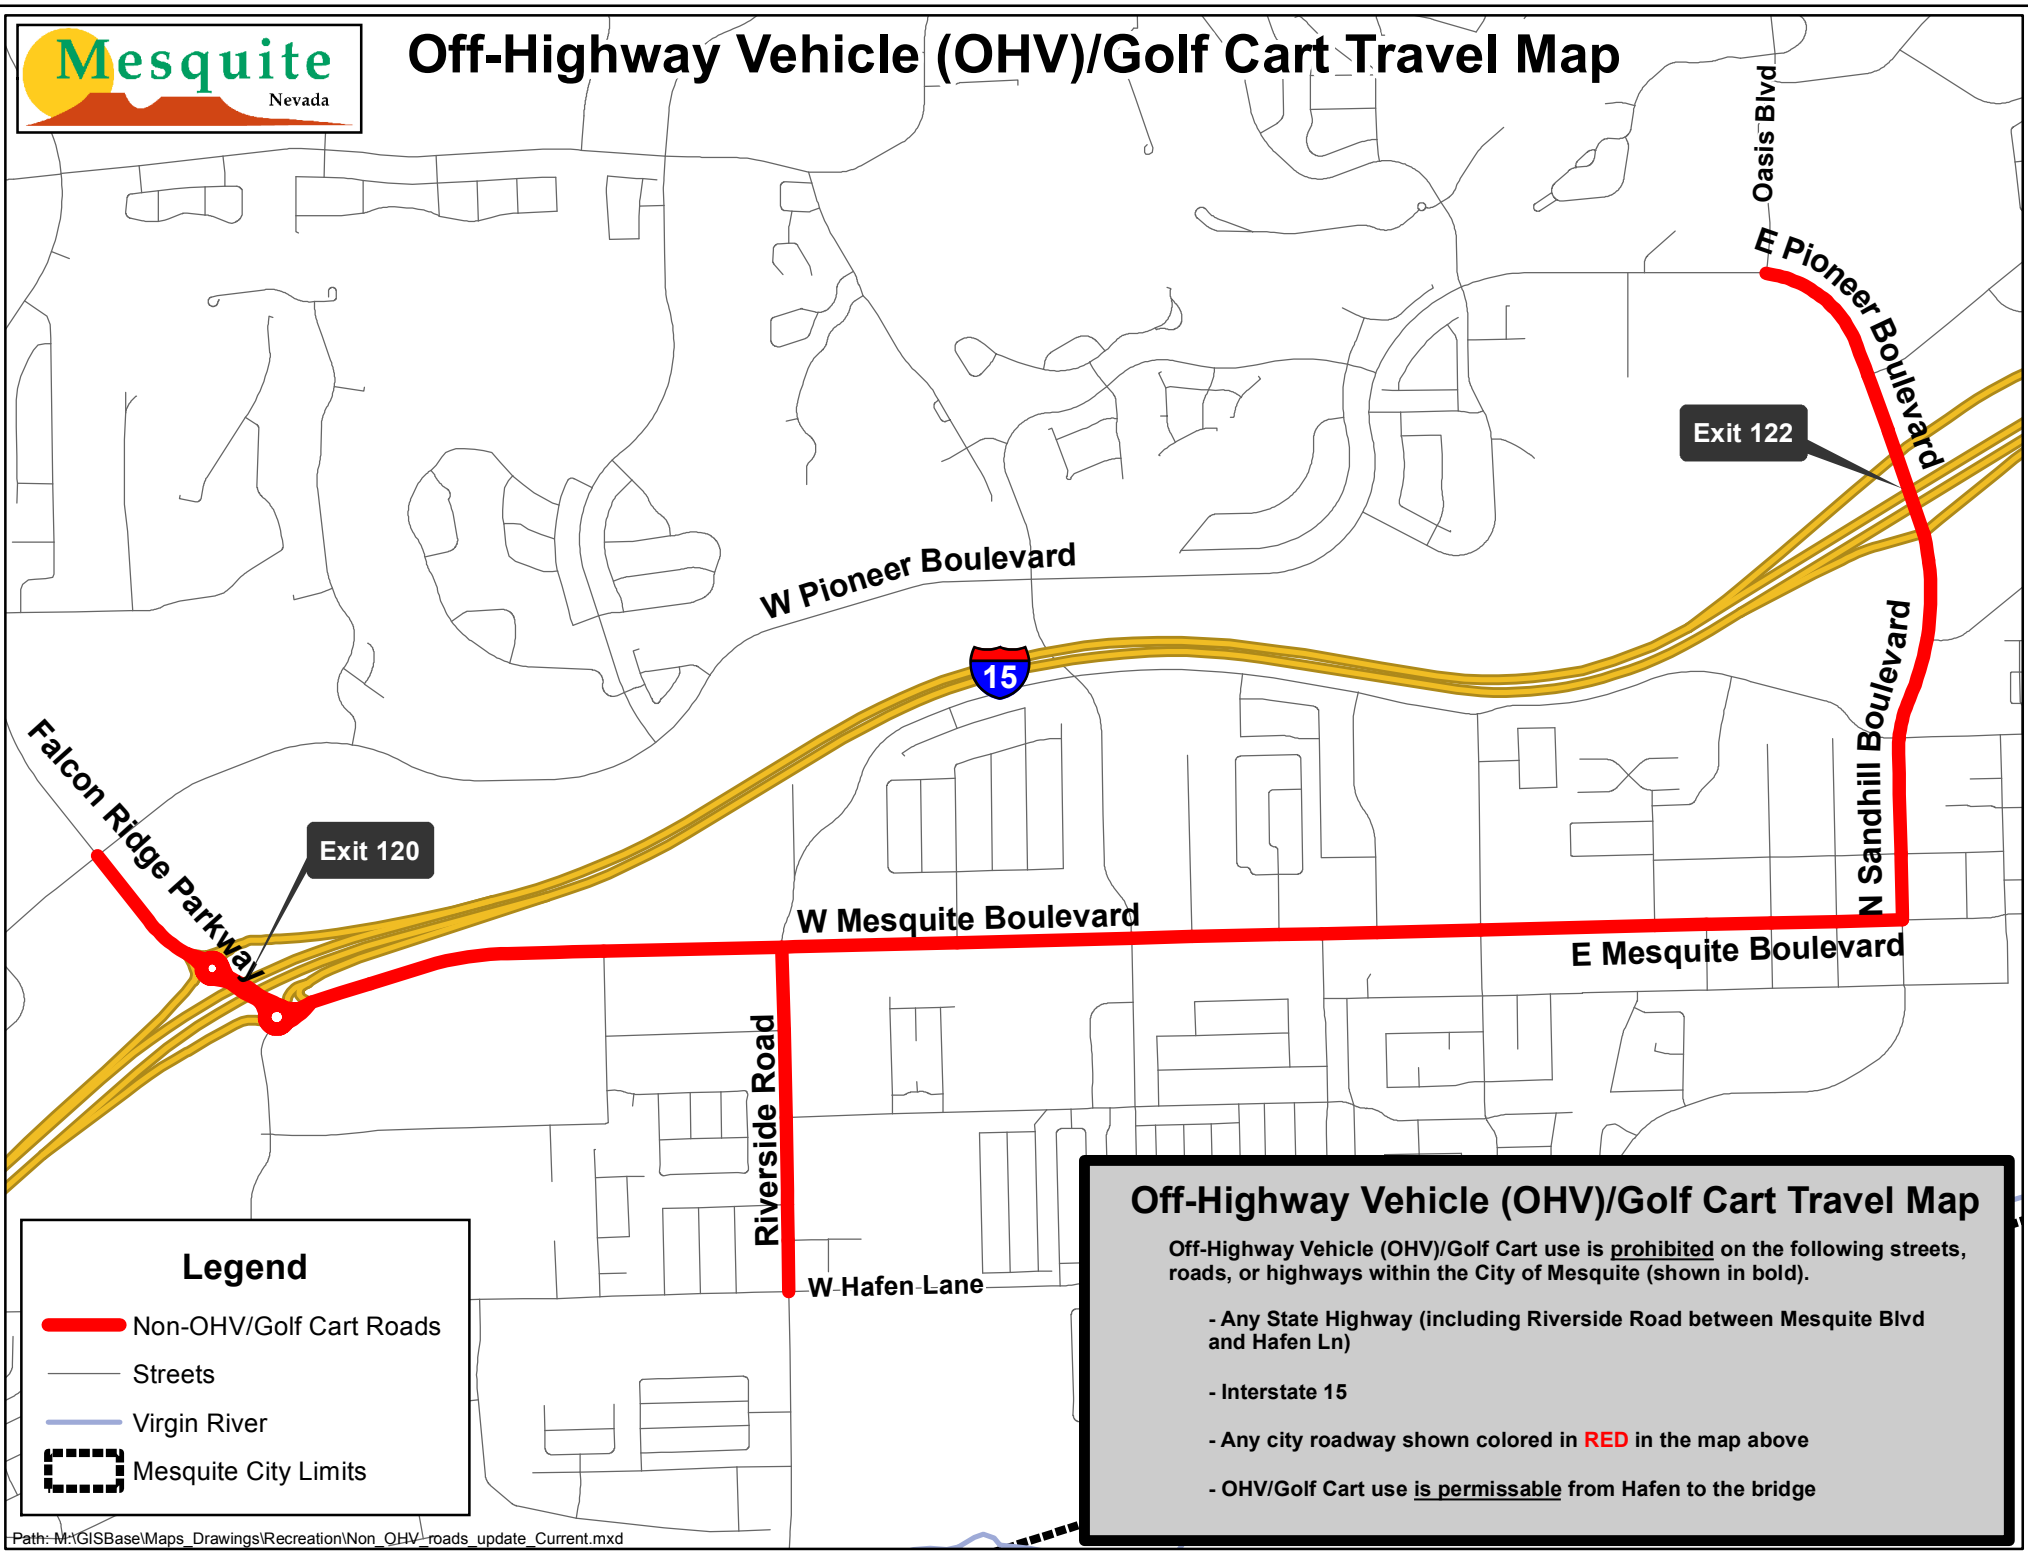 Mesquite
Nevada
Off-Highway Vehicle (OHV)/Golf Cart Travel Map
Oasis Blvd
E Pioneer Boulevard
Exit 122
W Pioneer Boulevard
15
N Sandhill Boulevard
Falcon Ridge Parkway
Exit 120
W Mesquite Boulevard
E Mesquite Boulevard
Riverside Road
W Hafen Lane
Legend
Non-OHV/Golf Cart Roads
Streets
Virgin River
Mesquite City Limits
Off-Highway Vehicle (OHV)/Golf Cart Travel Map
Off-Highway Vehicle (OHV)/Golf Cart use is prohibited on the following streets,
roads, or highways within the City of Mesquite (shown in bold).
- Any State Highway (including Riverside Road between Mesquite Blvd
and Hafen Ln)
- Interstate 15
- Any city roadway shown colored in RED in the map above
- OHV/Golf Cart use is permissable from Hafen to the bridge
Path: M:\GISBase\Maps_Drawings\Recreation\Non_OHV_roads_update_Current.mxd